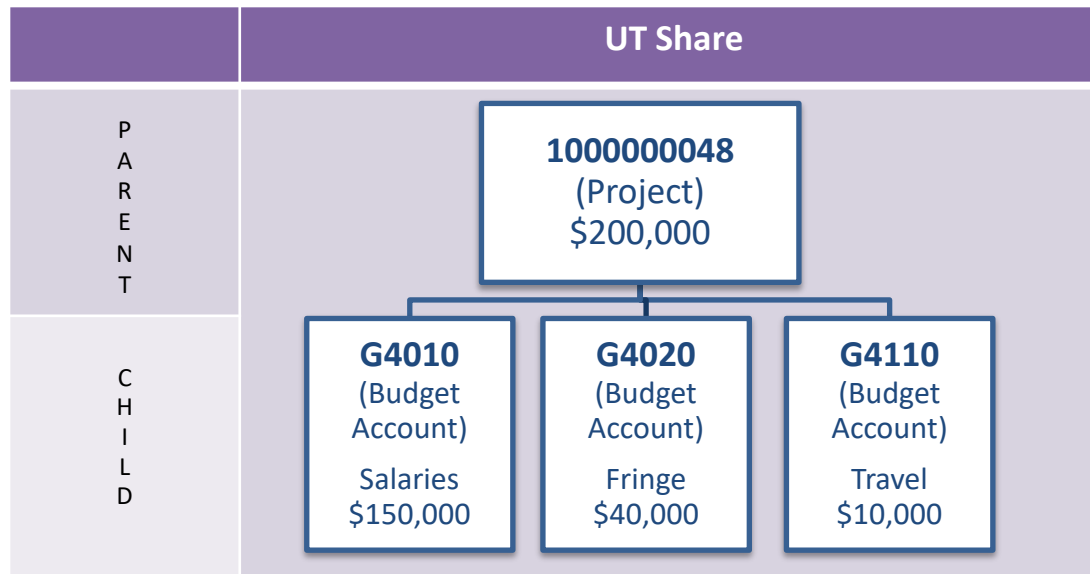 UT Share
P
A
R
E
N
T
1000000048
(Project)
$200,000
C
H
I
L
D
G4010
(Budget
Account)
Salaries
$150,000
G4020
(Budget
Account)
Fringe
$40,000
G4110
(Budget
Account)
Travel
$10,000